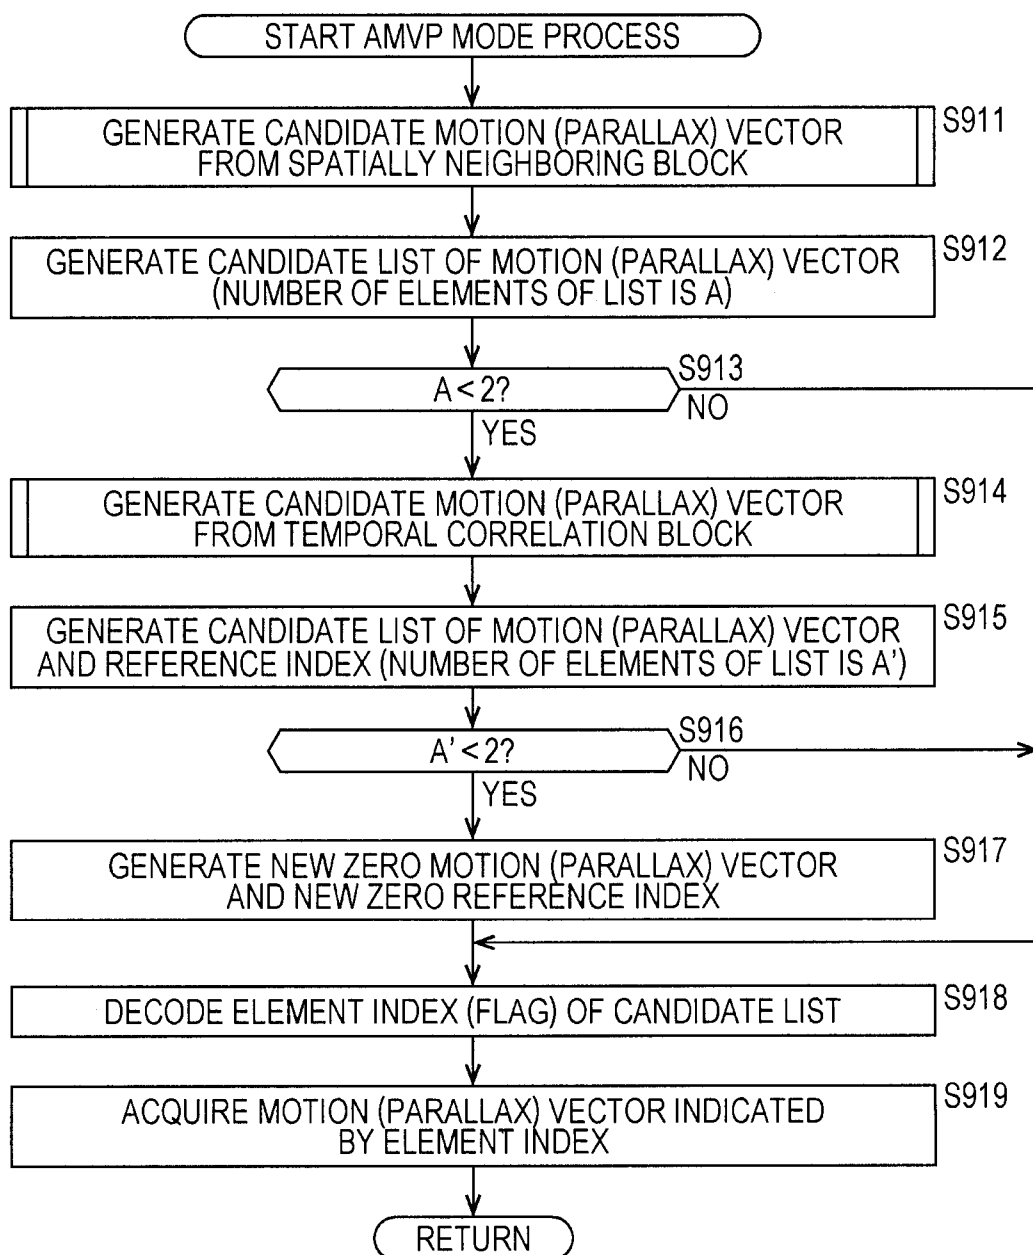 START AMVP MODE PROCESS
S911
GENERATE CANDIDATE MOTION (PARALLAX) VECTOR
FROM SPATIALLY NEIGHBORING BLOCK
S912
GENERATE CANDIDATE LIST OF MOTION (PARALLAX) VECTOR
(NUMBER OF ELEMENTS OF LIST IS A)
S913
A < 2?
NO
YES
S914
GENERATE CANDIDATE MOTION (PARALLAX) VECTOR
FROM TEMPORAL CORRELATION BLOCK
S915
GENERATE CANDIDATE LIST OF MOTION (PARALLAX) VECTOR
AND REFERENCE INDEX (NUMBER OF ELEMENTS OF LIST IS A')
S916
A' < 2?
NO
YES
S917
GENERATE NEW ZERO MOTION (PARALLAX) VECTOR
AND NEW ZERO REFERENCE INDEX
S918
DECODE ELEMENT INDEX (FLAG) OF CANDIDATE LIST
S919
ACQUIRE MOTION (PARALLAX) VECTOR INDICATED
BY ELEMENT INDEX
RETURN